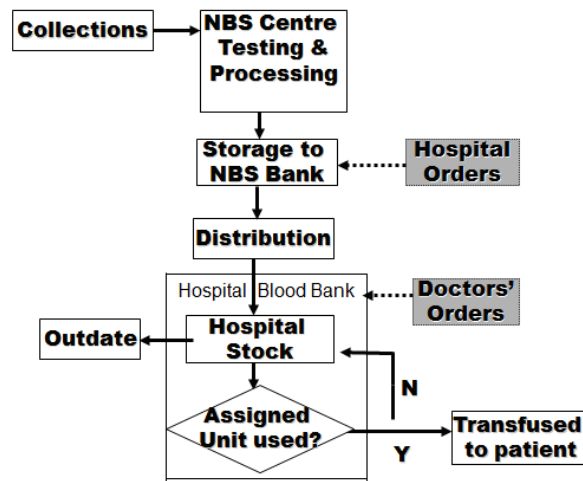 Collections
NBS Centre
Testing &
Processing
Storage to
NBS Bank
Hospital
Orders
Distribution
Hospital Blood Bank
Doctors'
Orders
Outdate
Hospital
Stock
N
Assigned
Unit used?
Y
Transfused
to patient